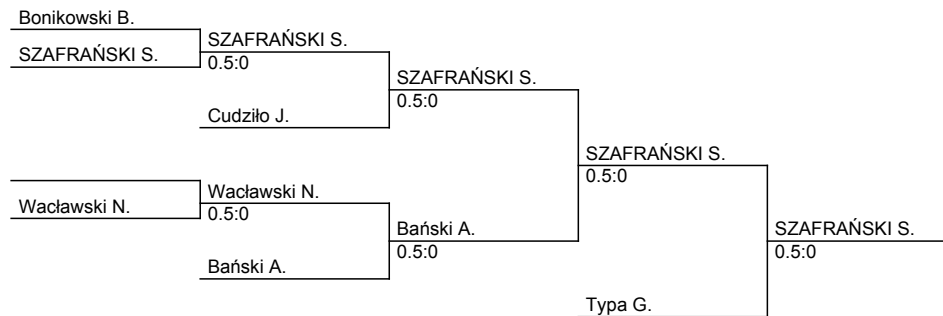 Bonikowski B.
SZAFRAŃSKI S.
SZAFRAŃSKI S.
0.5:0
SZAFRAŃSKI S.
0.5:0
Cudziło J.
SZAFRAŃSKI S.
0.5:0
Wacławski N.
Wacławski N.
0.5:0
Bański A.
0.5:0
SZAFRAŃSKI S.
0.5:0
Bański A.
Typa G.